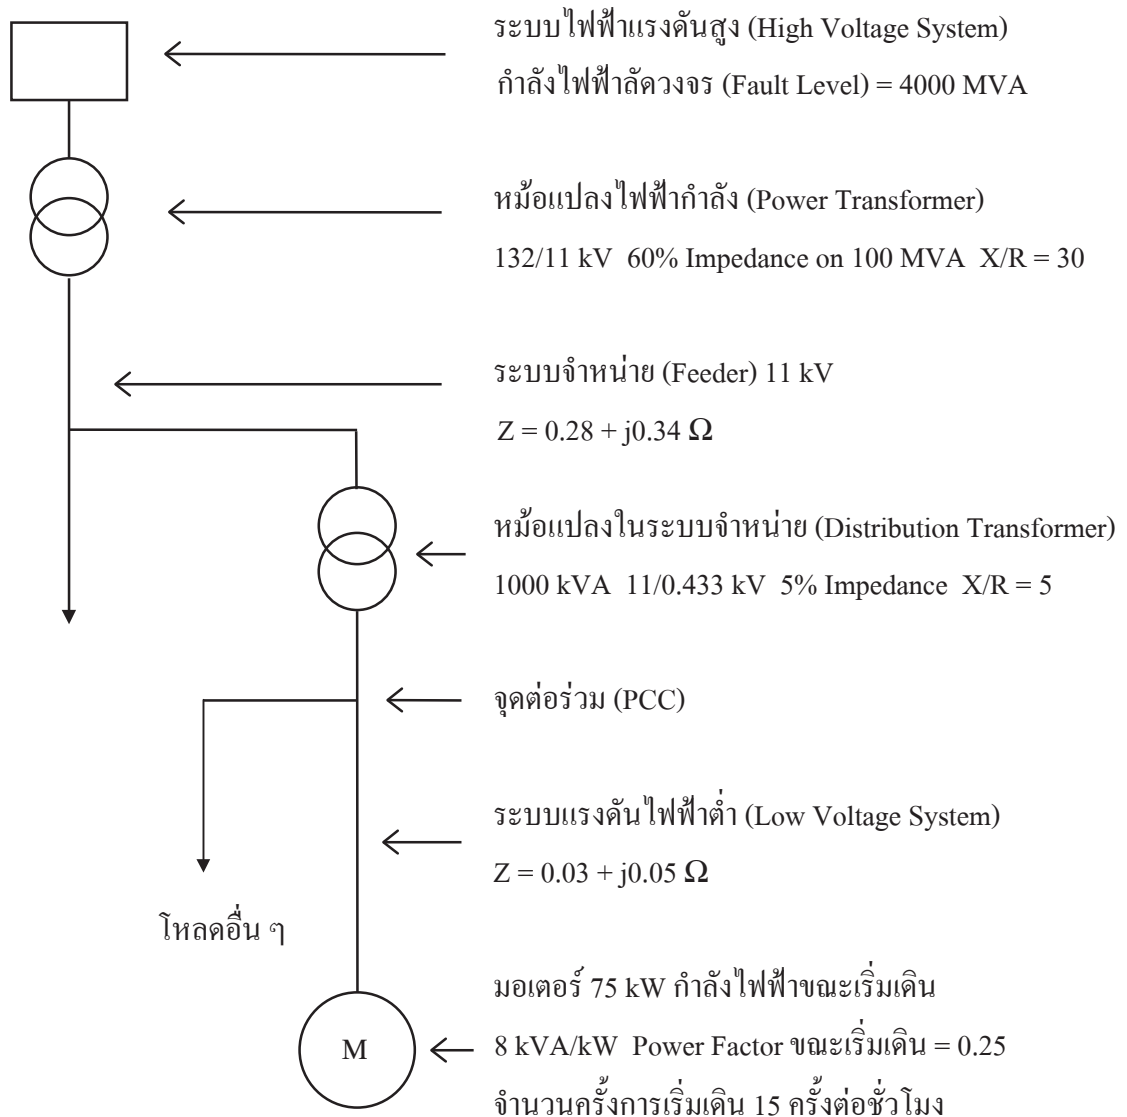 ระบบไฟฟ้าแรงดันสูง (High Voltage System)
กำลังไฟฟ้าลัดวงจร (Fault Level) = 4000 MVA
หม้อแปลงไฟฟ้ากำลัง (Power Transformer)
132/11 kV 60% Impedance on 100 MVA X/R = 30
ระบบจำหน่าย (Feeder) 11 kV
Z = 0.28 + j0.34 Ω
หม้อแปลงในระบบจำหน่าย (Distribution Transformer)
1000 kVA 11/0.433 kV 5% Impedance X/R = 5
จุดต่อร่วม (PCC)
ระบบแรงดันไฟฟ้าต่ำ (Low Voltage System)
Z = 0.03 + j0.05 Ω
โหลดอื่น ๆ
มอเตอร์ 75 kW กำลังไฟฟ้าขณะเริ่มเดิน
M
8 kVA/kW Power Factor ขณะเริ่มเดิน = 0.25
จำนวนครั้งการเริ่มเดิน 15 ครั้งต่อชั่วโมง